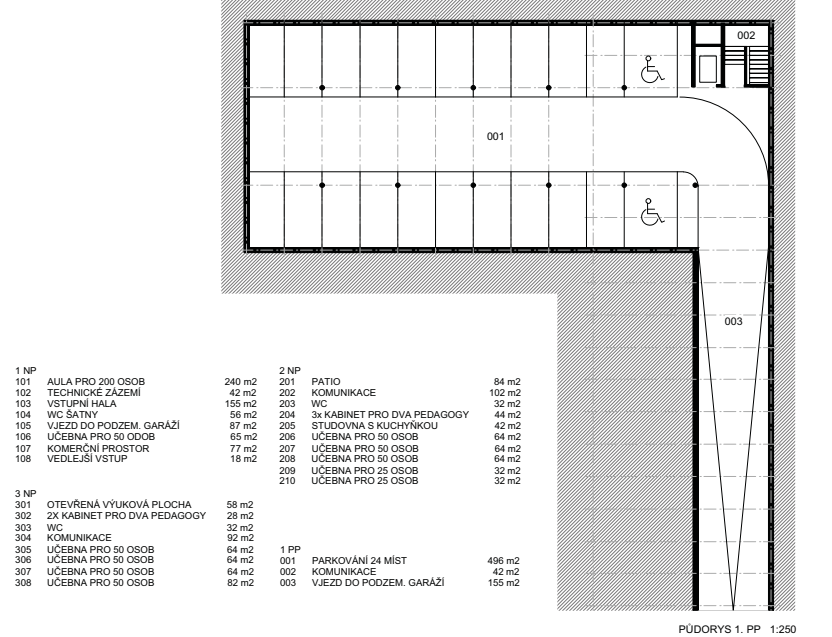 002
001
003
1 NP
101 AULA PRO 200 OSOB 240 m2
102 TECHNICKÉ ZÁZEMÍ 42 m2
103 VSTUPNÍ HALA 155 m2
104 WC ŠATNY 56 m2
105 VJEZD DO PODZEM. GARÁŽÍ 87 m2
106 UČEBNA PRO 50 ODOB 65 m2
107 KOMERČNÍ PROSTOR 77 m2
108 VEDLEJŠÍ VSTUP 18 m2
2 NP
201 PATIO 84 m2
202 KOMUNIKACE 102 m2
203 WC 32 m2
204 3x KABINET PRO DVA PEDAGOGY 44 m2
205 STUDOVNA S KUCHYŇKOU 42 m2
206 UČEBNA PRO 50 OSOB 64 m2
207 UČEBNA PRO 50 OSOB 64 m2
208 UČEBNA PRO 50 OSOB 64 m2
209 UČEBNA PRO 25 OSOB 32 m2
210 UČEBNA PRO 25 OSOB 32 m2
3 NP
301 OTEVŘENÁ VÝUKOVÁ PLOCHA 58 m2
302 2X KABINET PRO DVA PEDAGOGY 28 m2
303 WC 32 m2
304 KOMUNIKACE 92 m2
305 UČEBNA PRO 50 OSOB 64 m2
306 UČEBNA PRO 50 OSOB 64 m2
307 UČEBNA PRO 50 OSOB 64 m2
308 UČEBNA PRO 50 OSOB 82 m2
1 PP
001 PARKOVÁNÍ 24 MÍST 496 m2
002 KOMUNIKACE 42 m2
003 VJEZD DO PODZEM. GARÁŽÍ 155 m2
PŮDORYS 1. PP 1:250